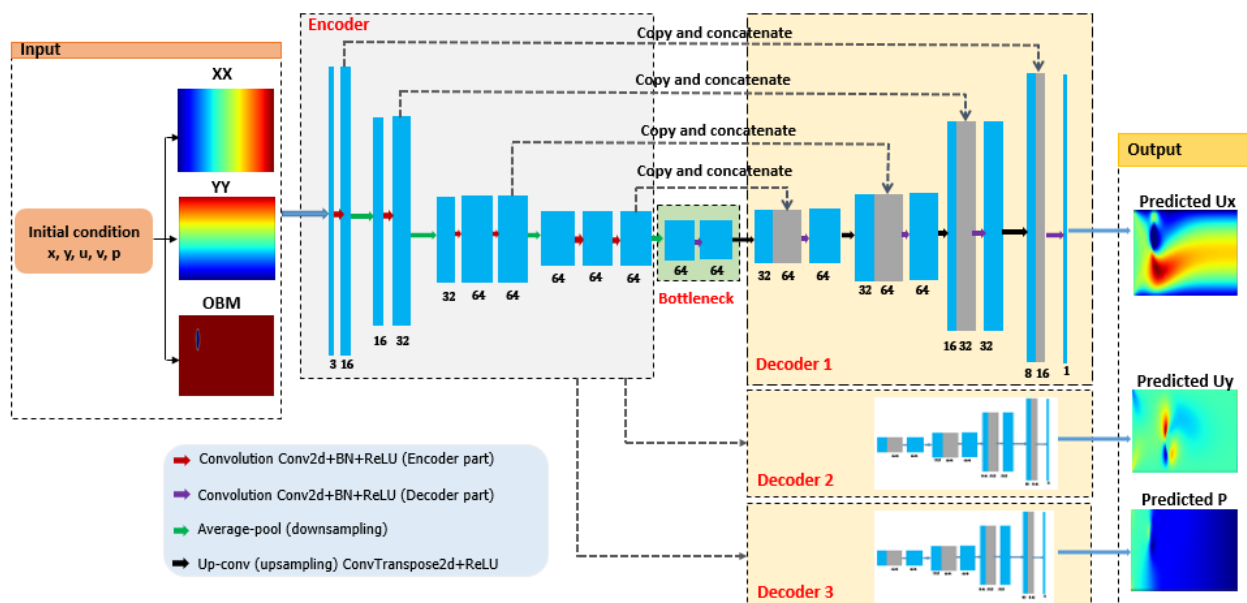 Input
XX
YY
Initial condition
x, y, u, v, p
OBM
Encoder
3 16
16 32
32 64 64
64 64 64
64 64
Bottleneck
Copy and concatenate
Copy and concatenate
Copy and concatenate
Copy and concatenate
32 64 64
32 64 64
16 32 32
8 16 1
Decoder 1
Decoder 2
Decoder 3
Output
Predicted Ux
Predicted Uy
Predicted P
Convolution Conv2d+BN+ReLU (Encoder part)
Convolution Conv2d+BN+ReLU (Decoder part)
Average-pool (downsampling)
Up-conv (upsampling) ConvTranspose2d+ReLU